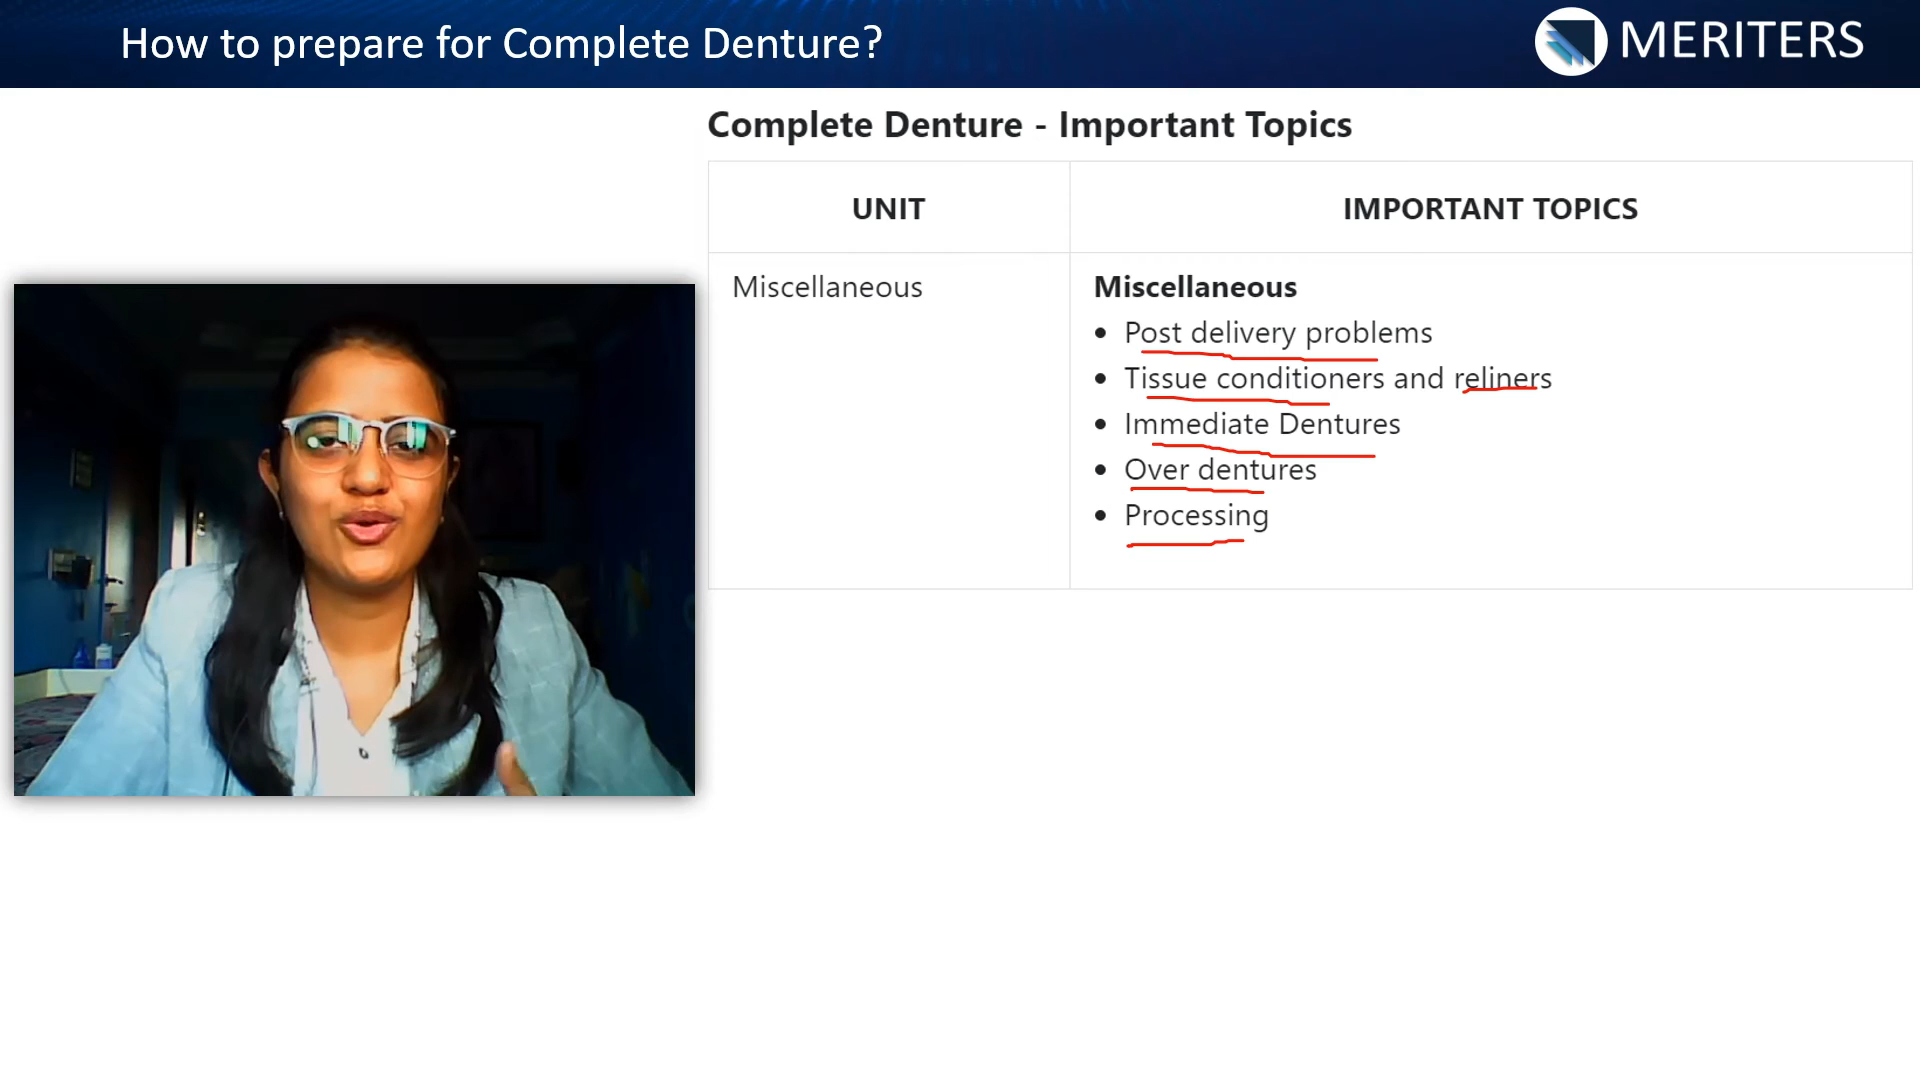 How to prepare for Complete Denture?
MERITERS
Complete Denture - Important Topics
UNIT
IMPORTANT TOPICS
Miscellaneous
Miscellaneous
• Post delivery problems
• Tissue conditioners and reliners
• Immediate Dentures
• Over dentures
• Processing